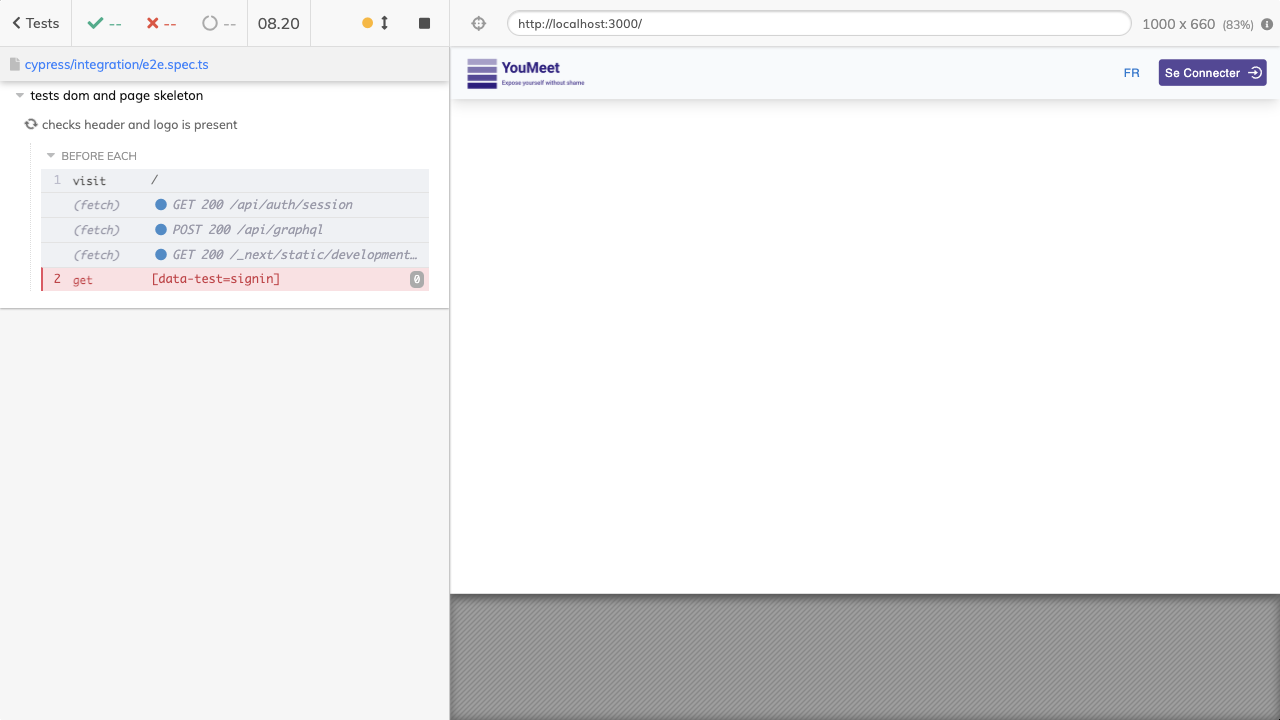 Tests -- -- -- 08.20
cypress/integration/e2e.spec.ts
tests dom and page skeleton
checks header and logo is present
BEFORE EACH
1 visit /
(fetch) GET 200 /api/auth/session
(fetch) POST 200 /api/graphql
(fetch) GET 200 /_next/static/development…
2 get [data-test=signin] 0
http://localhost:3000/ 1000 x 660 (83%)
YouMeet
Expose yourself without shame
FR Se Connecter